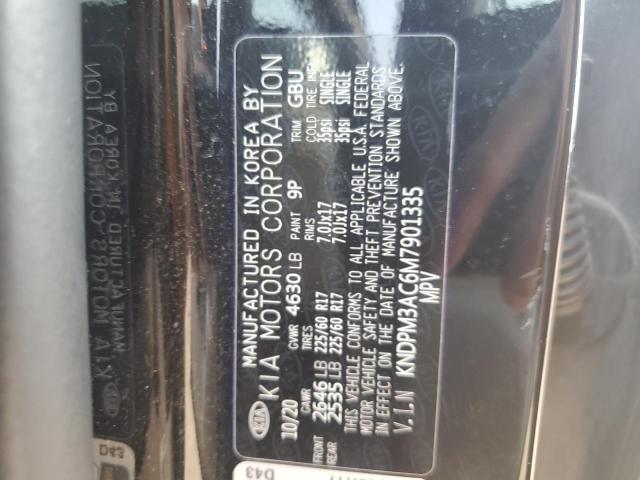 MANUFACTURED IN KOREA BY
KIA KIA MOTORS CORPORATION
10/20 GVWR 4630 LB PAINT 9P TRIM GBU
GAWR TIRES RIMS COLD TIRE INF
FRONT 2646 LB 225/60 R17 7.0Jx17 35psi SINGLE
REAR 2535 LB 225/60 R17 7.0Jx17 35psi SINGLE
THIS VEHICLE CONFORMS TO ALL APPLICABLE U.S.A. FEDERAL
MOTOR VEHICLE SAFETY AND THEFT PREVENTION STANDARDS
IN EFFECT ON THE DATE OF MANUFACTURE SHOWN ABOVE.
V.I.N KNDPM3AC6M7901335
MPV
D43